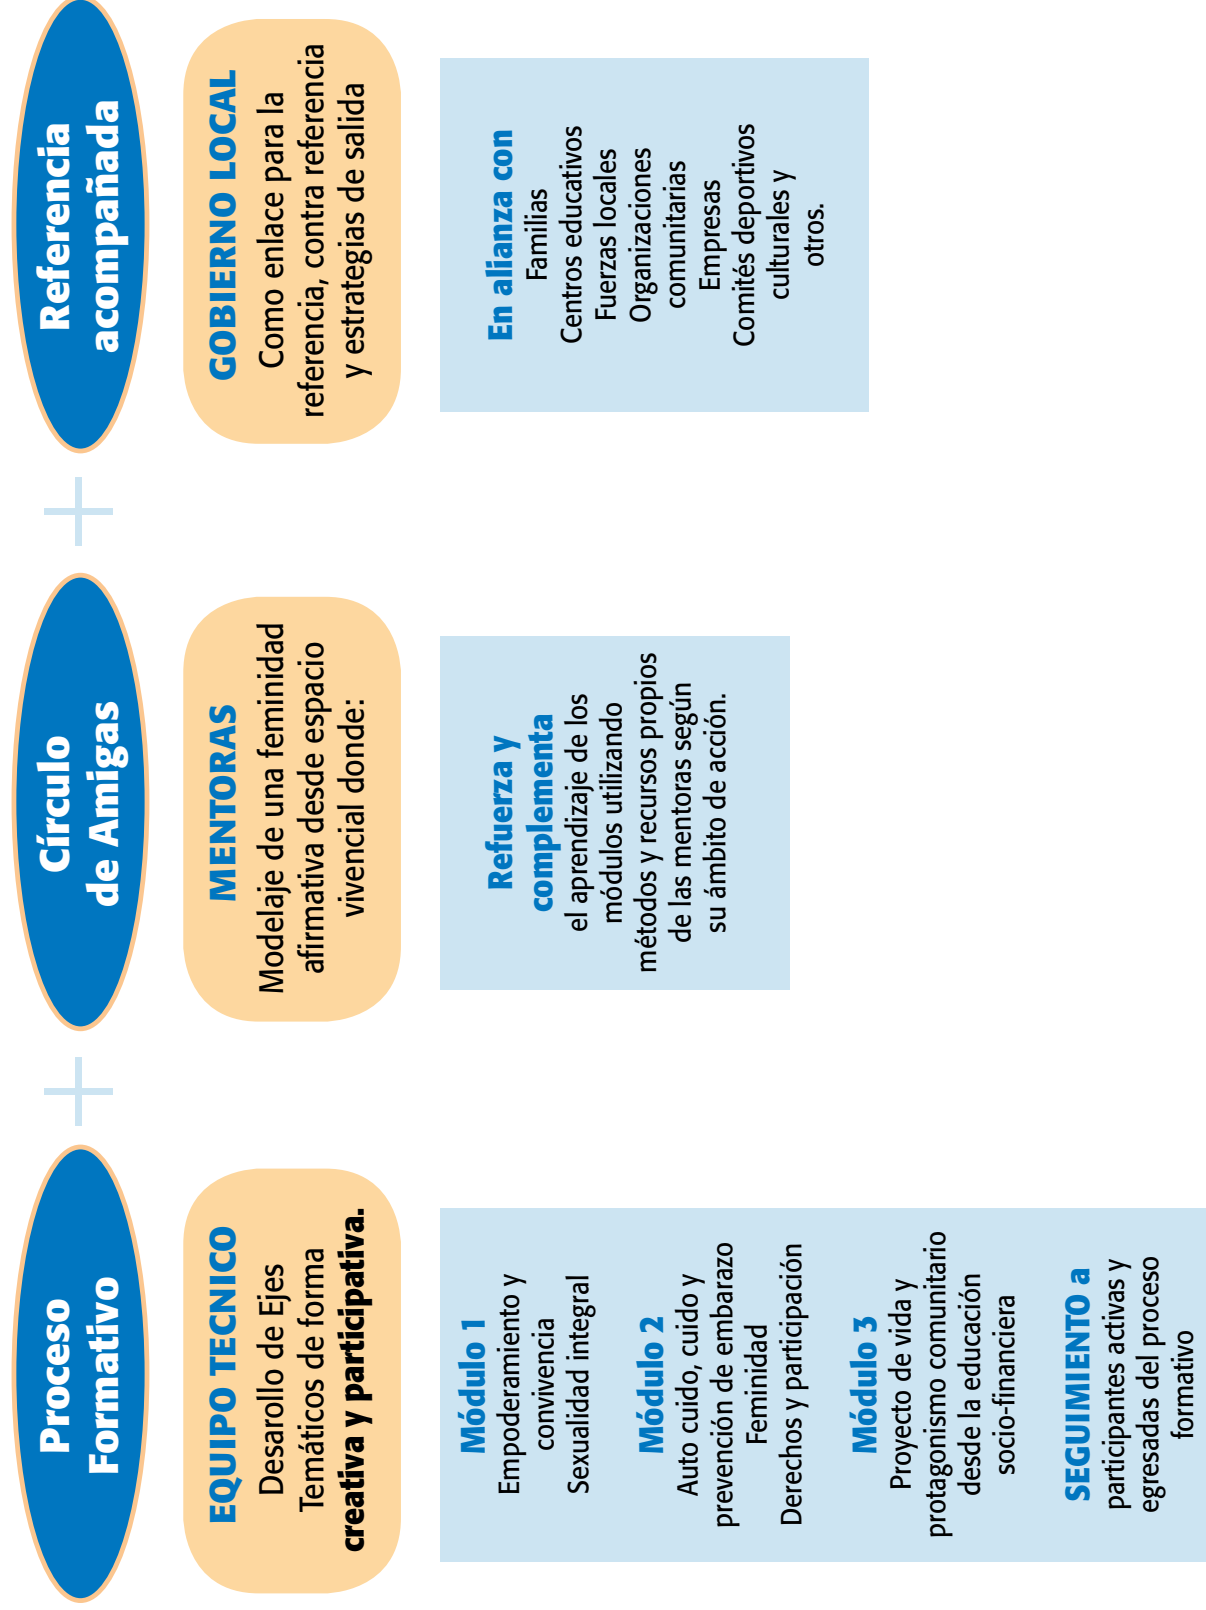 Proceso
Formativo
EQUIPO TECNICO
Desarollo de Ejes
Temáticos de forma
creativa y participativa.
Módulo 1
Empoderamiento y
convivencia
Sexualidad integral
Módulo 2
Auto cuido, cuido y
prevención de embarazo
Feminidad
Derechos y participación
Módulo 3
Proyecto de vida y
protagonismo comunitario
desde la educación
socio-financiera
SEGUIMIENTO a
participantes activas y
egresadas del proceso
formativo
+
Círculo
de Amigas
MENTORAS
Modelaje de una feminidad
afirmativa desde espacio
vivencial donde:
Refuerza y
complementa
el aprendizaje de los
módulos utilizando
métodos y recursos propios
de las mentoras según
su ámbito de acción.
+
Referencia
acompañada
GOBIERNO LOCAL
Como enlace para la
referencia, contra referencia
y estrategias de salida
En alianza con
Familias
Centros educativos
Fuerzas locales
Organizaciones
comunitarias
Empresas
Comités deportivos
culturales y
otros.